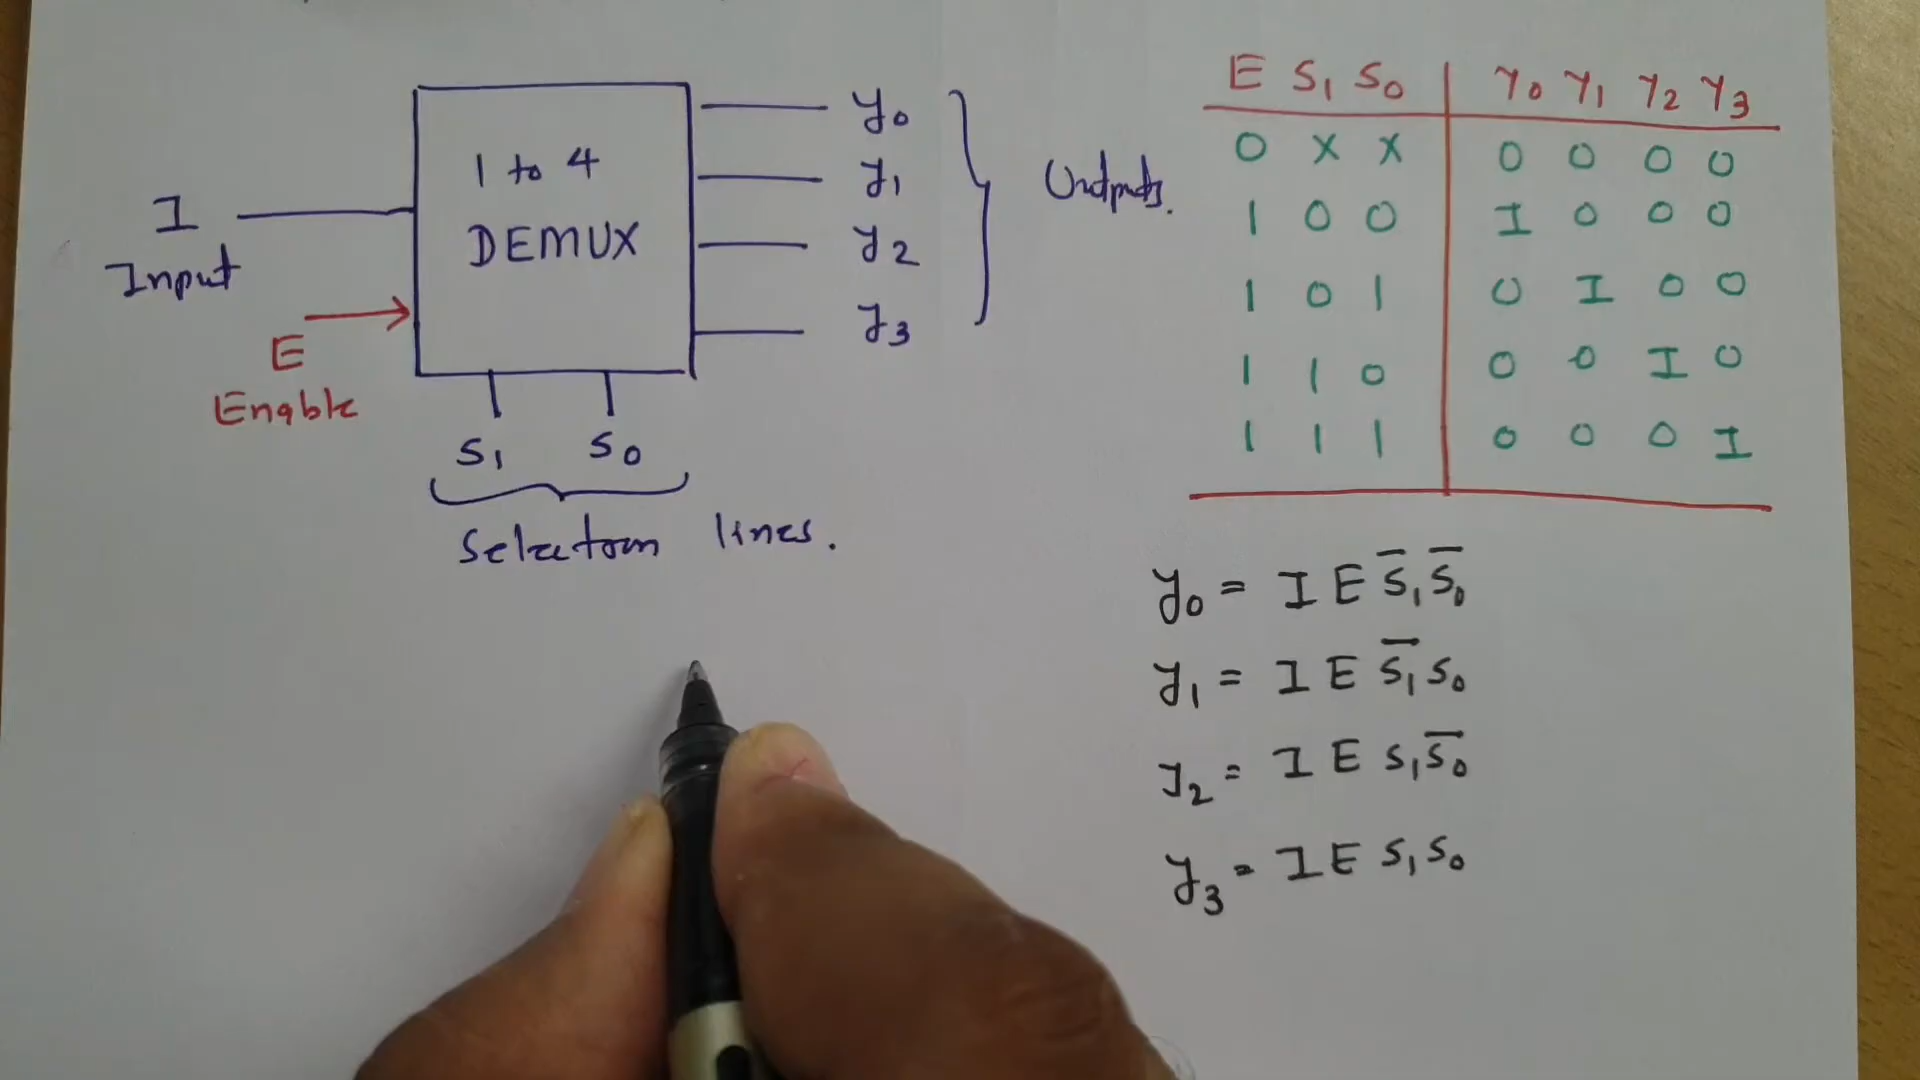 1 to 4
DEMUX
I
Input
E
Enable
S₁ S₀
Selection lines.
y₀
y₁
y₂
y₃
Outputs.
E S₁ S₀ | Y₀ Y₁ Y₂ Y₃
0 X X | 0 0 0 0
1 0 0 | I 0 0 0
1 0 1 | 0 I 0 0
1 1 0 | 0 0 I 0
1 1 1 | 0 0 0 I
y₀ = I E S̅₁ S̅₀
y₁ = I E S̅₁ S₀
y₂ = I E S₁ S̅₀
y₃ = I E S₁ S₀